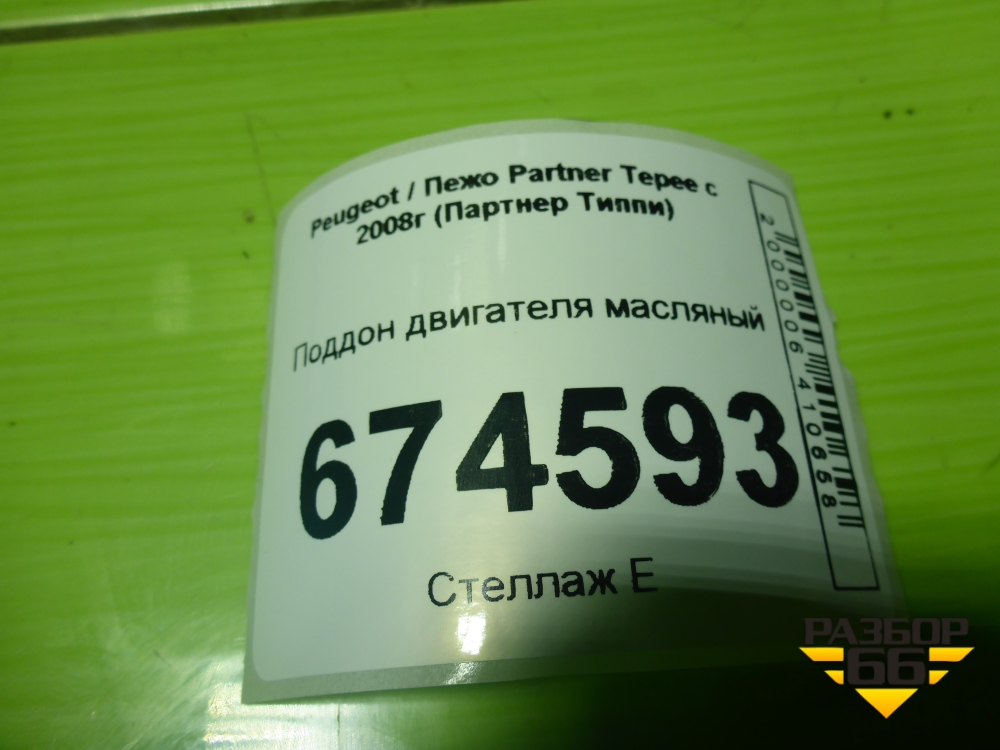 Peugeot / Пежо Partner Tepee с
2008г (Партнер Типпи)
Поддон двигателя масляный
674593
Стеллаж Е
2000006410658
РАЗБОР
66